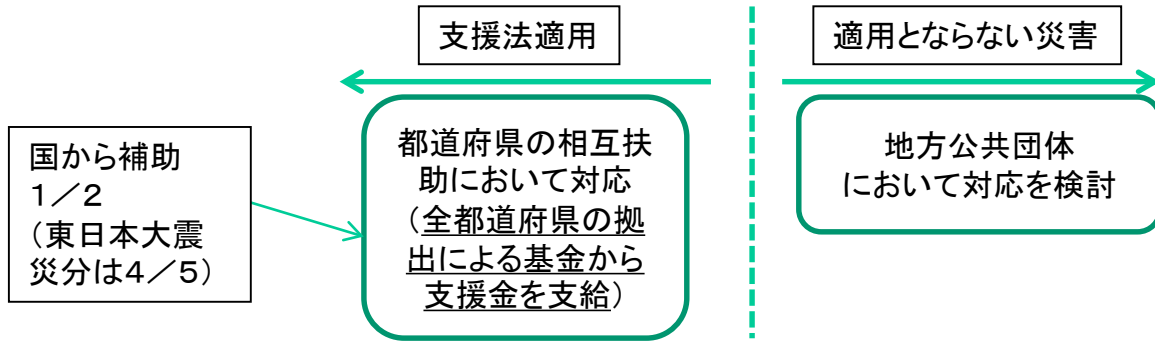 支援法適用
適用とならない災害
国から補助
１／２
（東日本大震
災分は４／５）
都道府県の相互扶
助において対応
（全都道府県の拠
出による基金から
支援金を支給）
地方公共団体
において対応を検討